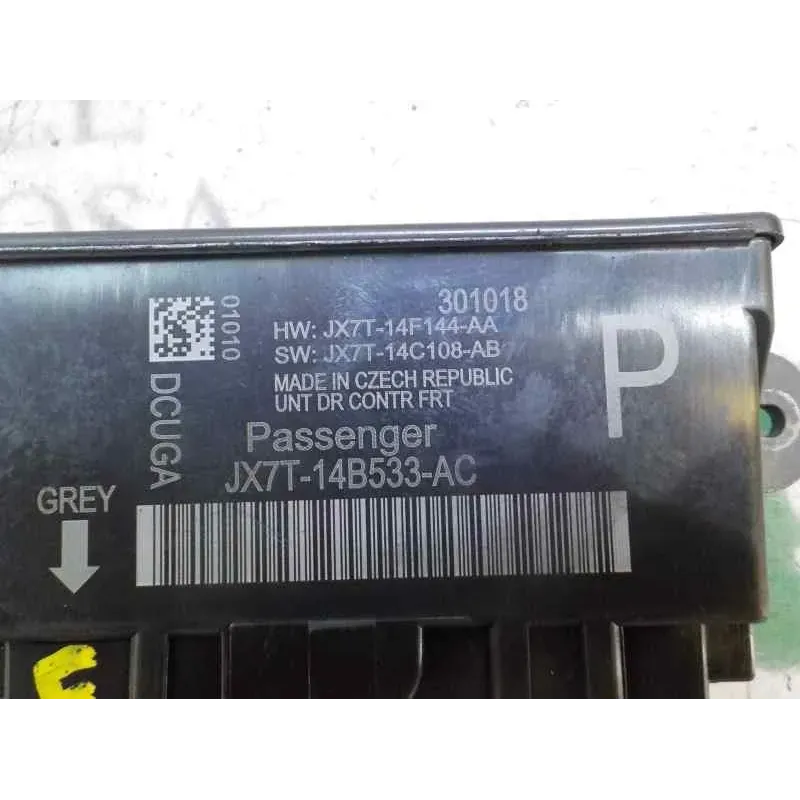 301018
01010
HW: JX7T-14F144-AA
SW: JX7T-14C108-AB
MADE IN CZECH REPUBLIC
UNT DR CONTR FRT
P
DCUGA
Passenger
JX7T-14B533-AC
GREY